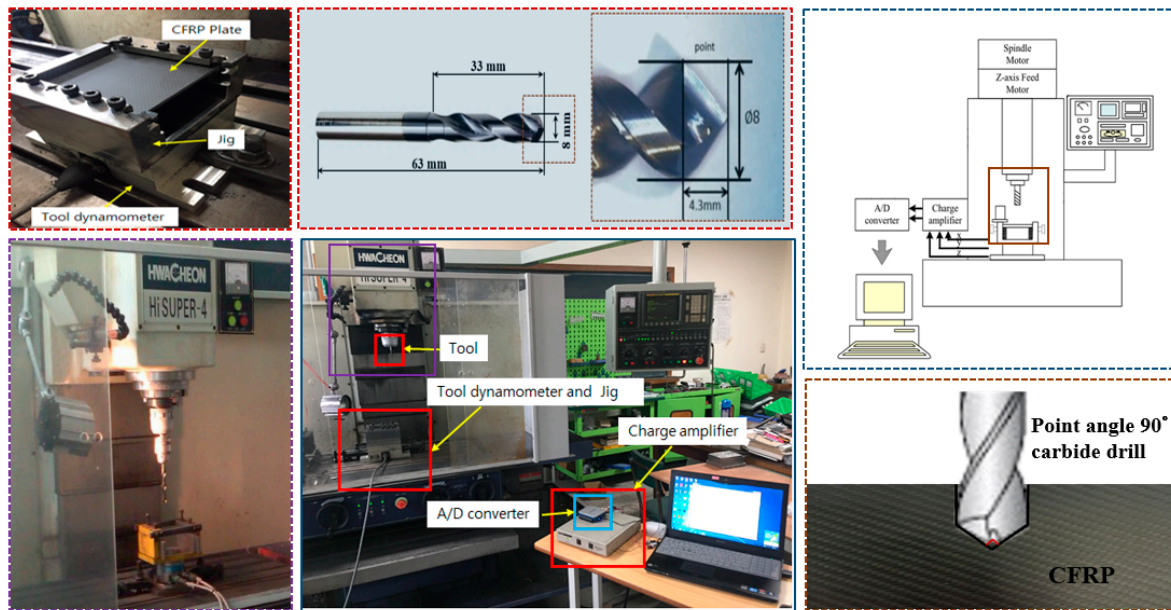 CFRP Plate
Jig
Tool dynamometer
33 mm
8 mm
63 mm
point
Ø8
4.3mm
Spindle
Motor
Z-axis Feed
Motor
A/D
converter
Charge
amplifier
X
Y
Z
HWACHEON
HiSUPER-4
HWACHEON
HiSUPER-4
Tool
Tool dynamometer and Jig
Charge amplifier
A/D converter
Point angle 90°
carbide drill
CFRP